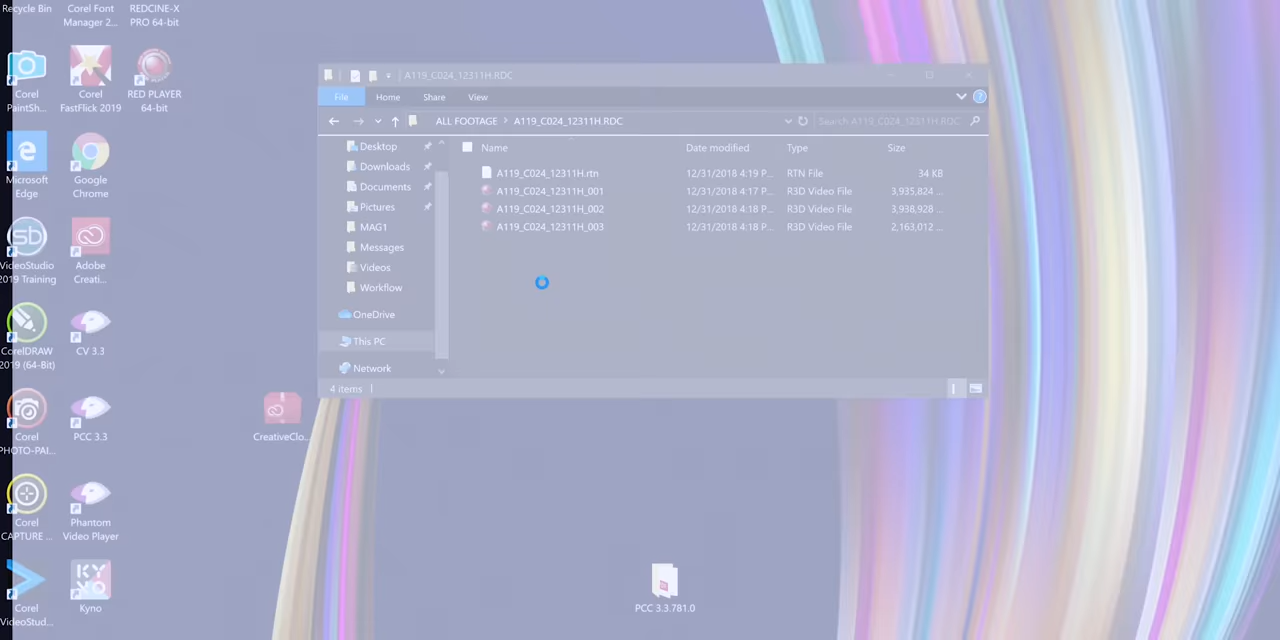 Recycle Bin
Corel Font
Manager 2...
REDCINE-X
PRO 64-bit
Corel
PaintSh...
Corel
FastFlick 2019
RED PLAYER
64-bit
Microsoft
Edge
Google
Chrome
sb
VideoStudio
2019 Training
Adobe
Creati...
CorelDRAW
2019 (64-Bit)
CV 3.3
Corel
PHOTO-PAI...
PCC 3.3
Corel
CAPTURE ...
Phantom
Video Player
Corel
VideoStud...
KYNO
Kyno
CreativeClo...
PCC 3.3.781.0
A119_C024_12311H.RDC
File Home Share View
ALL FOOTAGE > A119_C024_12311H.RDC
Search A119_C024_12311H.RDC
Desktop
Downloads
Documents
Pictures
MAG1
Messages
Videos
Workflow
OneDrive
This PC
Network
Name Date modified Type Size
A119_C024_12311H.rtn 12/31/2018 4:19 P... RTN File 34 KB
A119_C024_12311H_001 12/31/2018 4:17 P... R3D Video File 3,935,824 ...
A119_C024_12311H_002 12/31/2018 4:18 P... R3D Video File 3,938,928 ...
A119_C024_12311H_003 12/31/2018 4:18 P... R3D Video File 2,163,012 ...
4 items